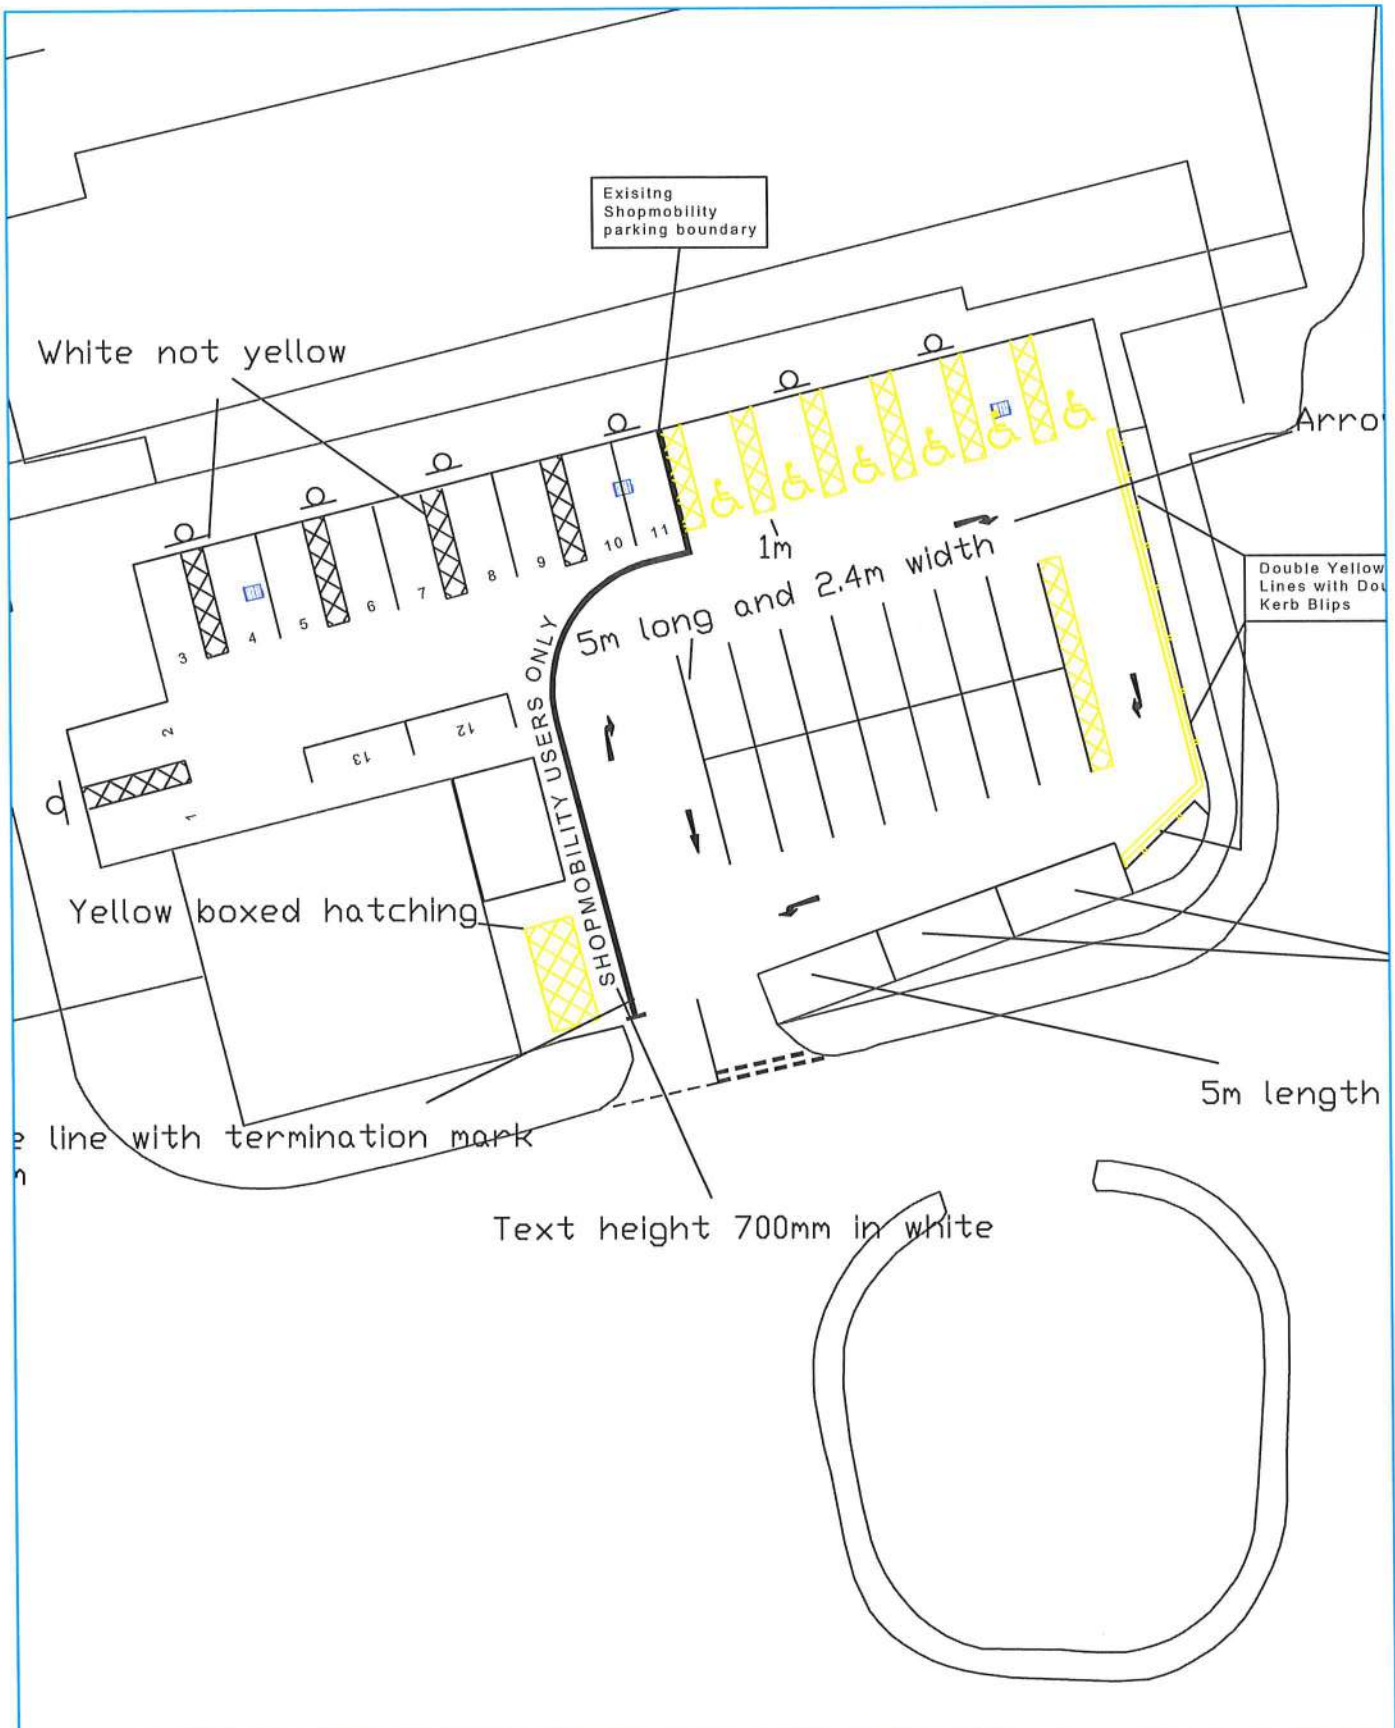 Exisitng
Shopmobility
parking boundary
White not yellow
Arro
1m
5m long and 2.4m width
Double Yellow
Lines with Dou
Kerb Blips
11
10
9
8
7
6
5
4
3
2
1
12
13
SHOPMOBILITY USERS ONLY
Yellow boxed hatching
5m length
e line with termination mark
Text height 700mm in white